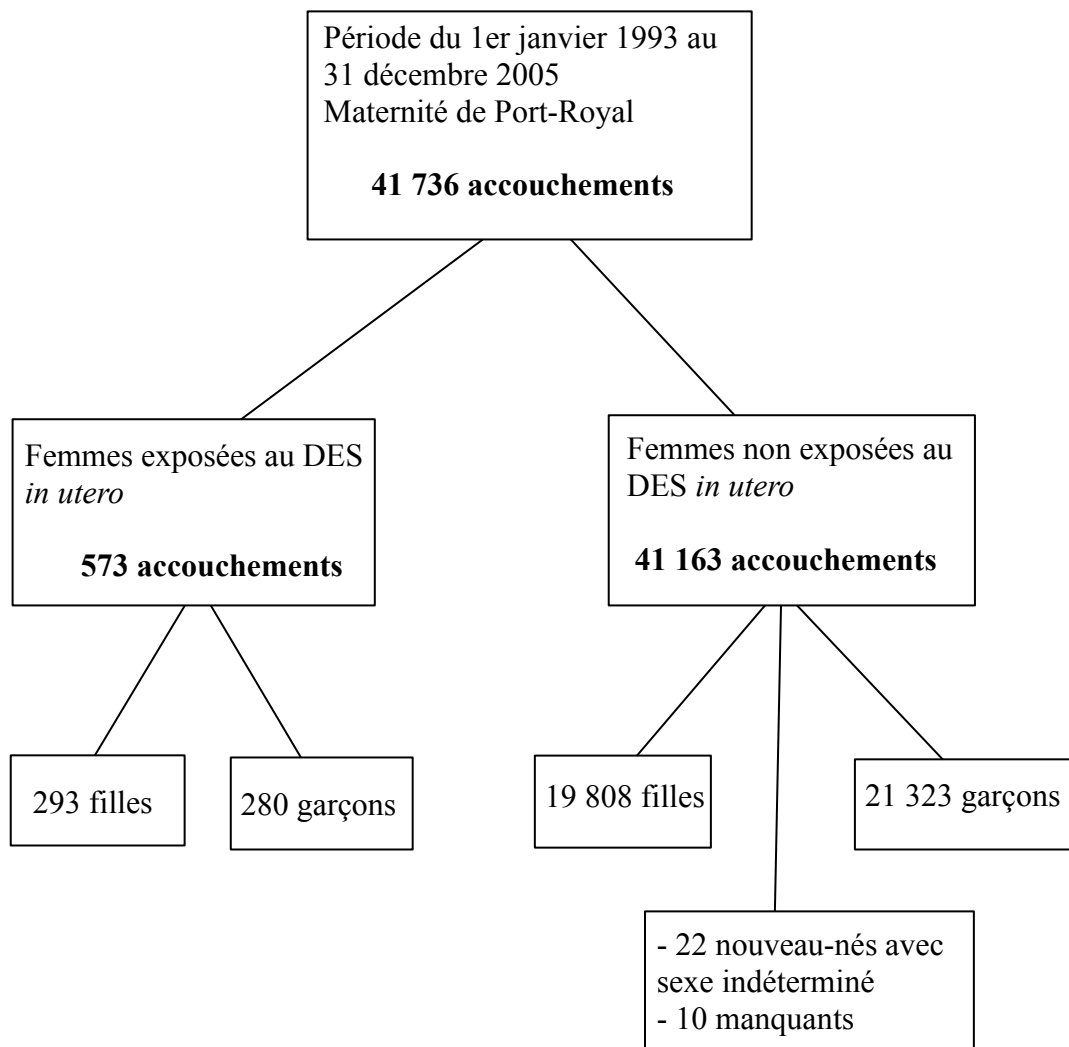 Période du 1er janvier 1993 au
31 décembre 2005
Maternité de Port-Royal
41 736 accouchements
Femmes exposées au DES
in utero
573 accouchements
Femmes non exposées au
DES in utero
41 163 accouchements
293 filles
280 garçons
19 808 filles
21 323 garçons
- 22 nouveau-nés avec
sexe indéterminé
- 10 manquants